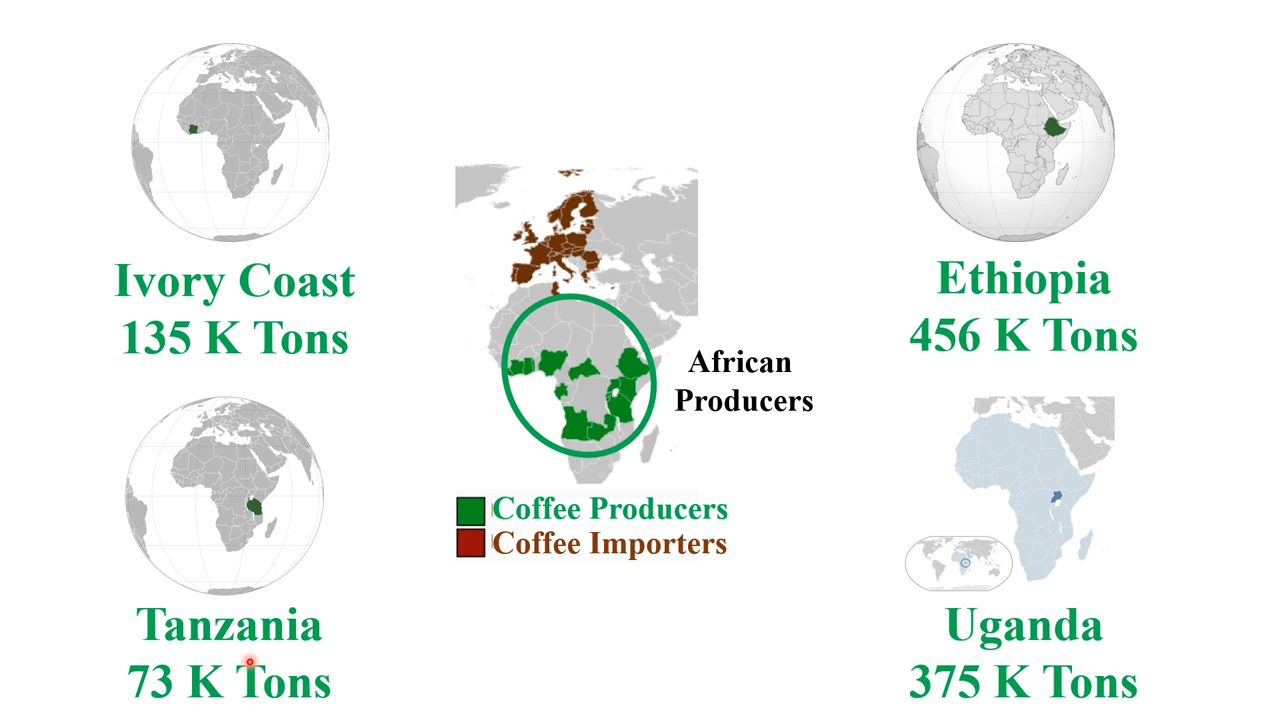 Ivory Coast
135 K Tons
Ethiopia
456 K Tons
African
Producers
Coffee Producers
Coffee Importers
Tanzania
73 K Tons
Uganda
375 K Tons